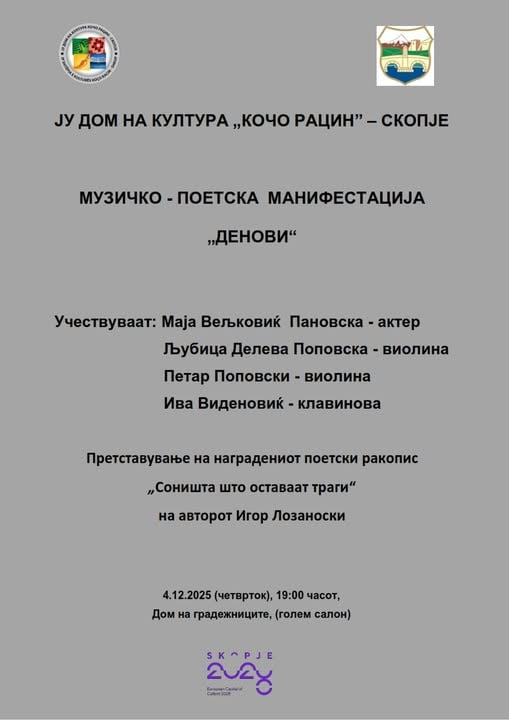 ЈУ ДОМ НА КУЛТУРА „КОЧО РАЦИН” – СКОПЈЕ
МУЗИЧКО - ПОЕТСКА МАНИФЕСТАЦИЈА
„ДЕНОВИ“
Учествуваат: Маја Вељковиќ Пановска - актер
Љубица Делева Поповска - виолина
Петар Поповски - виолина
Ива Виденовиќ - клавинова
Претставување на наградениот поетски ракопис
„Соништа што оставаат траги“
на авторот Игор Лозаноски
4.12.2025 (четврток), 19:00 часот,
Дом на градежниците, (голем салон)
SKOPJE
2028
European Capital of
Culture 2028